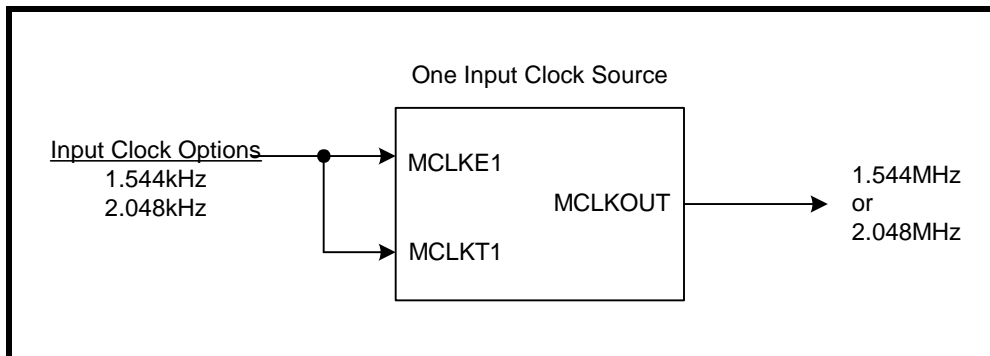 One Input Clock Source
Input Clock Options
1.544kHz
2.048kHz
MCLKE1
MCLKT1
MCLKOUT
1.544MHz
or
2.048MHz